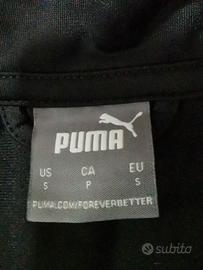 PUMA
US CA EU
S P S
PUMA.COM/FOREVERBETTER
subito